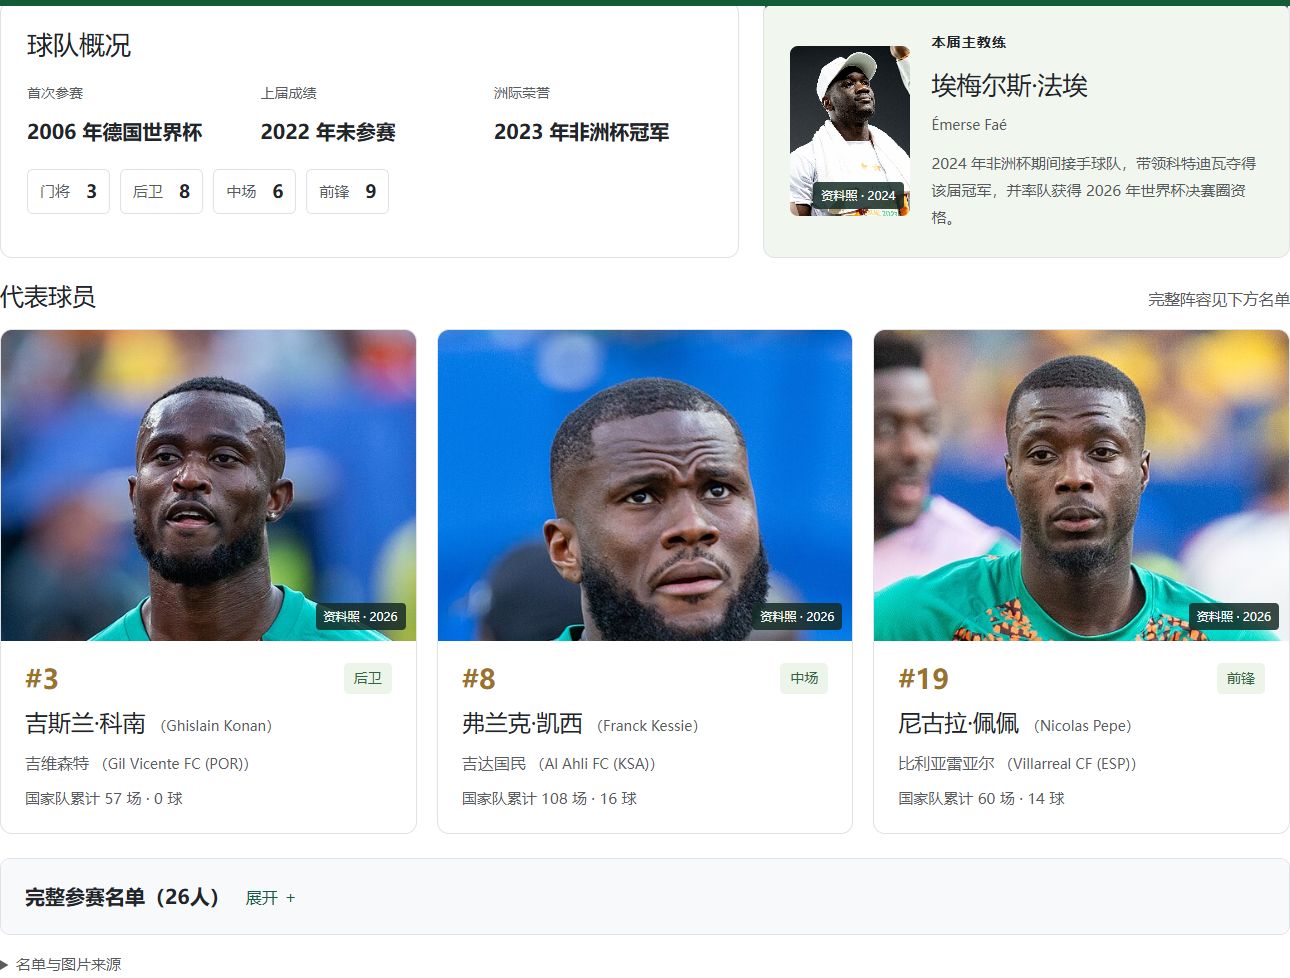 球队概况
首次参赛
上届成绩
洲际荣誉
2006 年德国世界杯
2022 年未参赛
2023 年非洲杯冠军
门将 3
后卫 8
中场 6
前锋 9
资料照 · 2024
本届主教练
埃梅尔斯·法埃
Émerse Faé
2024 年非洲杯期间接手球队，带领科特迪瓦夺得
该届冠军，并率队获得 2026 年世界杯决赛圈资
格。
代表球员
完整阵容见下方名单
资料照 · 2026
#3
后卫
吉斯兰·科南 （Ghislain Konan）
吉维森特 （Gil Vicente FC (POR)）
国家队累计 57 场 · 0 球
资料照 · 2026
#8
中场
弗兰克·凯西 （Franck Kessie）
吉达国民 （Al Ahli FC (KSA)）
国家队累计 108 场 · 16 球
资料照 · 2026
#19
前锋
尼古拉·佩佩 （Nicolas Pepe）
比利亚雷亚尔 （Villarreal CF (ESP)）
国家队累计 60 场 · 14 球
完整参赛名单（26人） 展开 +
名单与图片来源